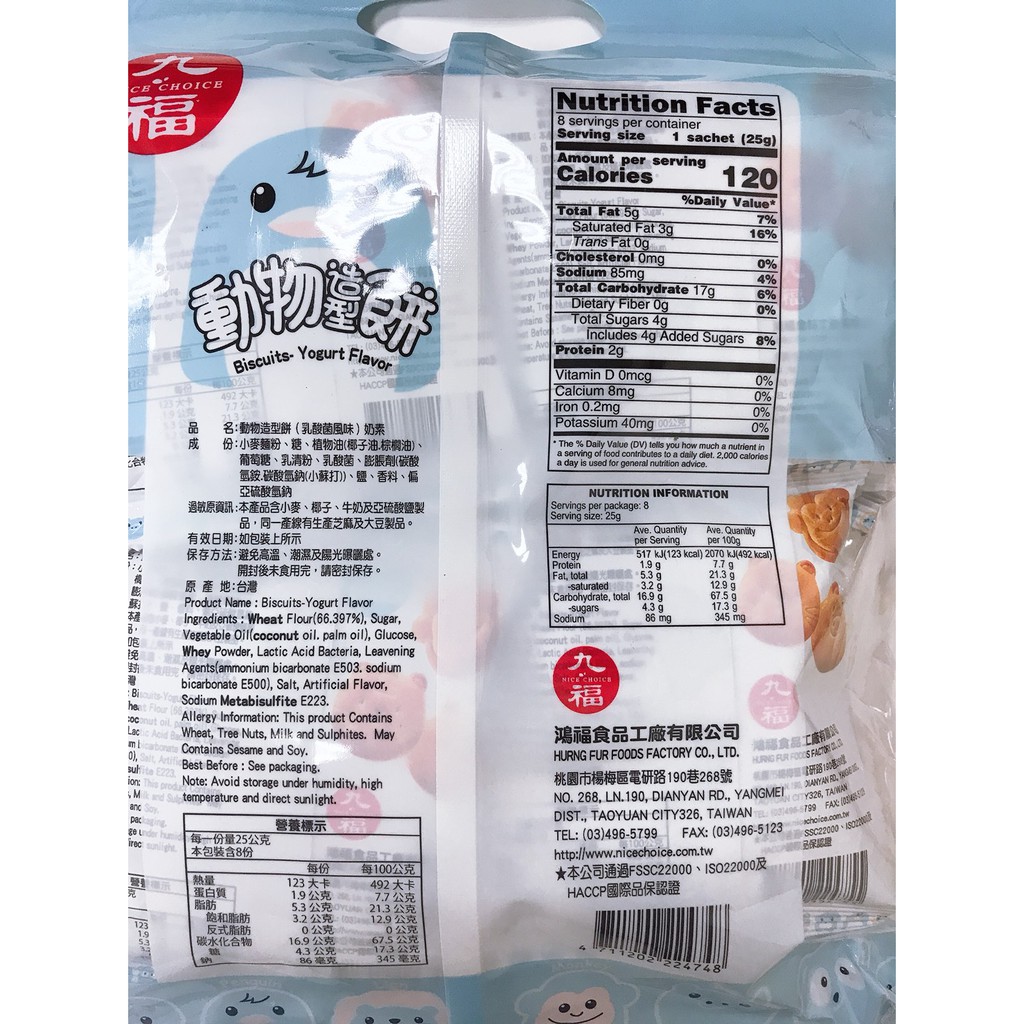 九
NICE CHOICE
福
動物造型餅
Biscuits- Yogurt Flavor
品 名:動物造型餅(乳酸菌風味)奶素
成 份:小麥麵粉、糖、植物油(椰子油.棕櫚油)、
葡萄糖、乳清粉、乳酸菌、膨脹劑(碳酸
氫銨.碳酸氫鈉(小蘇打))、鹽、香料、偏
亞硫酸氫鈉
過敏原資訊:本產品含小麥、椰子、牛奶及亞硫酸鹽製
品，同一產線有生產芝麻及大豆製品。
有效日期:如包裝上所示
保存方法:避免高溫、潮濕及陽光曝曬處。
開封後未食用完，請密封保存。
原 產 地:台灣
Product Name : Biscuits-Yogurt Flavor
Ingredients : Wheat Flour(66.397%), Sugar,
Vegetable Oil(coconut oil. palm oil), Glucose,
Whey Powder, Lactic Acid Bacteria, Leavening
Agents(ammonium bicarbonate E503. sodium
bicarbonate E500), Salt, Artificial Flavor,
Sodium Metabisulfite E223.
Allergy Information: This product Contains
Wheat, Tree Nuts, Milk and Sulphites. May
Contains Sesame and Soy.
Best Before : See packaging.
Note: Avoid storage under humidity, high
temperature and direct sunlight.
營養標示
每一份量25公克
本包裝含8份
每份 每100公克
熱量 123 大卡 492 大卡
蛋白質 1.9 公克 7.7 公克
脂肪 5.3 公克 21.3 公克
飽和脂肪 3.2 公克 12.9 公克
反式脂肪 0 公克 0 公克
碳水化合物 16.9 公克 67.5 公克
糖 4.3 公克 17.3 公克
鈉 86 毫克 345 毫克
Nutrition Facts
8 servings per container
Serving size 1 sachet (25g)
Amount per serving
Calories 120
%Daily Value*
Total Fat 5g 7%
Saturated Fat 3g 16%
Trans Fat 0g
Cholesterol 0mg 0%
Sodium 85mg 4%
Total Carbohydrate 17g 6%
Dietary Fiber 0g 0%
Total Sugars 4g
Includes 4g Added Sugars 8%
Protein 2g
Vitamin D 0mcg 0%
Calcium 8mg 0%
Iron 0.2mg 0%
Potassium 40mg 0%
* The % Daily Value (DV) tells you how much a nutrient in
a serving of food contributes to a daily diet. 2,000 calories
a day is used for general nutrition advice.
NUTRITION INFORMATION
Servings per package: 8
Serving size: 25g
Ave. Quantity Ave. Quantity
per Serving per 100g
Energy 517 kJ(123 kcal) 2070 kJ(492 kcal)
Protein 1.9 g 7.7 g
Fat, total 5.3 g 21.3 g
-saturated 3.2 g 12.9 g
Carbohydrate, total 16.9 g 67.5 g
-sugars 4.3 g 17.3 g
Sodium 86 mg 345 mg
九
NICE CHOICE
福
鴻福食品工廠有限公司
HURNG FUR FOODS FACTORY CO., LTD.
桃園市楊梅區電研路190巷268號
NO. 268, LN.190, DIANYAN RD., YANGMEI
DIST., TAOYUAN CITY326, TAIWAN
TEL: (03)496-5799 FAX: (03)496-5123
http://www.nicechoice.com.tw
★本公司通過FSSC22000、ISO22000及
HACCP國際品保認證
4 711202 224748